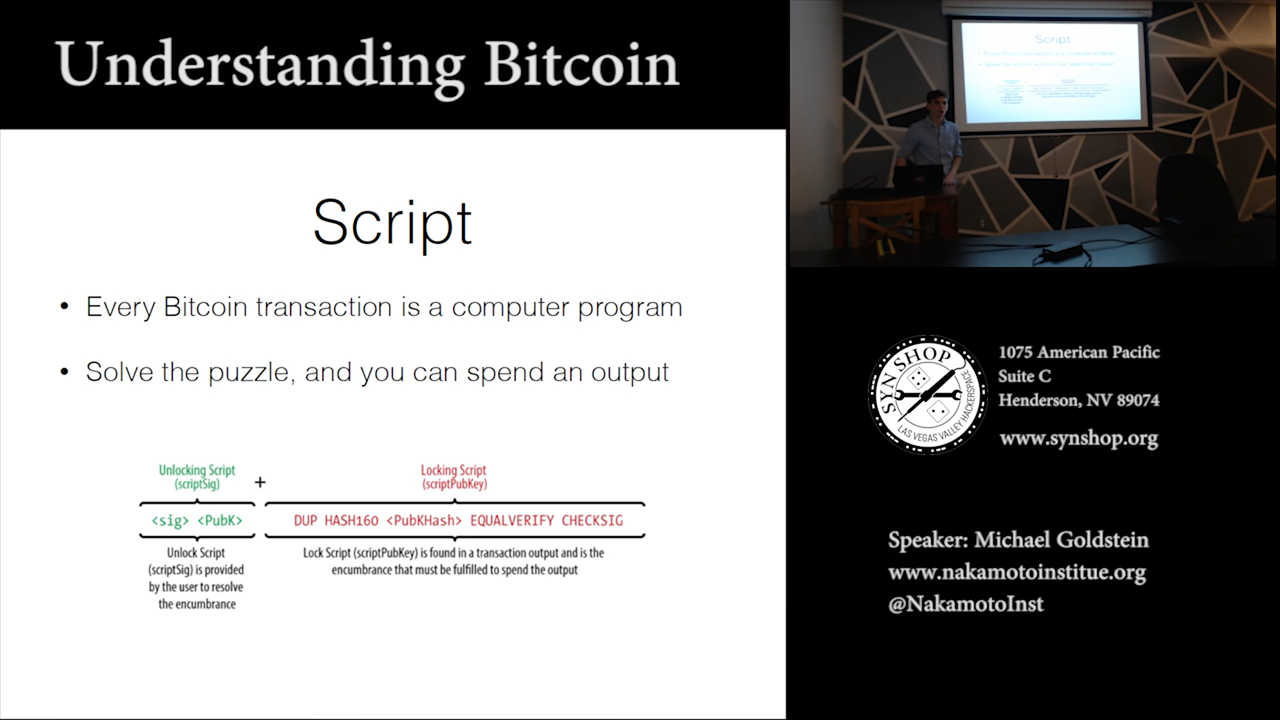 Understanding Bitcoin
Script
• Every Bitcoin transaction is a computer program
• Solve the puzzle, and you can spend an output
Unlocking Script
(scriptSig)
+
Locking Script
(scriptPubKey)
<sig> <PubK>
DUP HASH160 <PubKHash> EQUALVERIFY CHECKSIG
Unlock Script
(scriptSig) is provided
by the user to resolve
the encumbrance
Lock Script (scriptPubKey) is found in a transaction output and is the
encumbrance that must be fulfilled to spend the output
Script
SYN SHOP
LAS VEGAS VALLEY HACKERSPACE
1075 American Pacific
Suite C
Henderson, NV 89074
www.synshop.org
Speaker: Michael Goldstein
www.nakamotoinstitue.org
@NakamotoInst